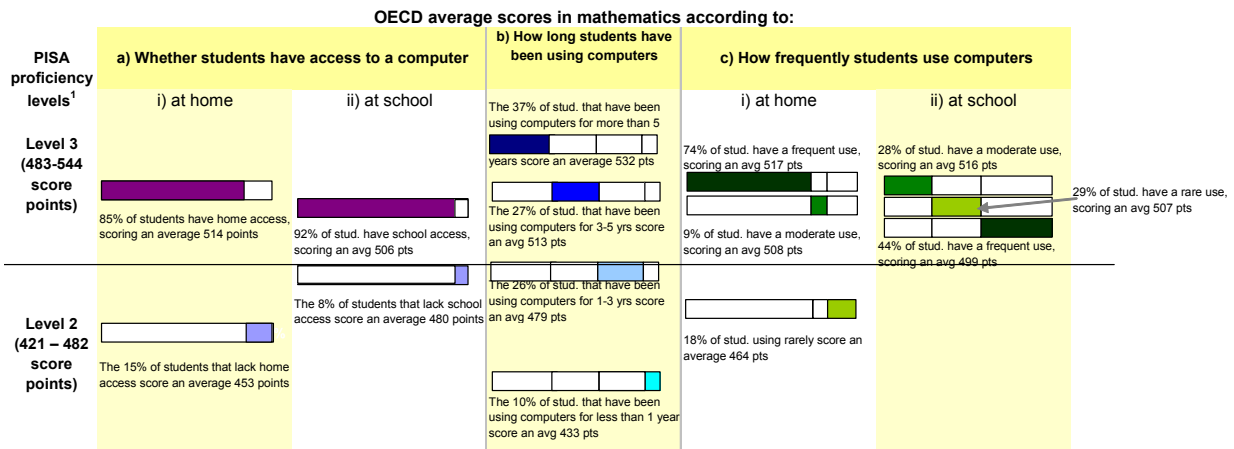 OECD average scores in mathematics according to:
PISA
proficiency
levels1
a) Whether students have access to a computer
b) How long students have
been using computers
c) How frequently students use computers
i) at home
ii) at school
i) at home
ii) at school
Level 3
(483-544
score
points)
85% of students have home access,
scoring an average 514 points
92% of stud. have school access,
scoring an avg 506 pts
The 37% of stud. that have been
using computers for more than 5
years score an average 532 pts
The 27% of stud. that have been
using computers for 3-5 yrs score
an avg 513 pts
74% of stud. have a frequent use,
scoring an avg 517 pts
9% of stud. have a moderate use,
scoring an avg 508 pts
28% of stud. have a moderate use,
scoring an avg 516 pts
29% of stud. have a rare use,
scoring an avg 507 pts
44% of stud. have a frequent use,
scoring an avg 499 pts
Level 2
(421 – 482
score
points)
The 15% of students that lack home
access score an average 453 points
The 8% of students that lack school
access score an average 480 points
The 26% of stud. that have been
using computers for 1-3 yrs score
an avg 479 pts
The 10% of stud. that have been
using computers for less than 1 year
score an avg 433 pts
18% of stud. using rarely score an
average 464 pts